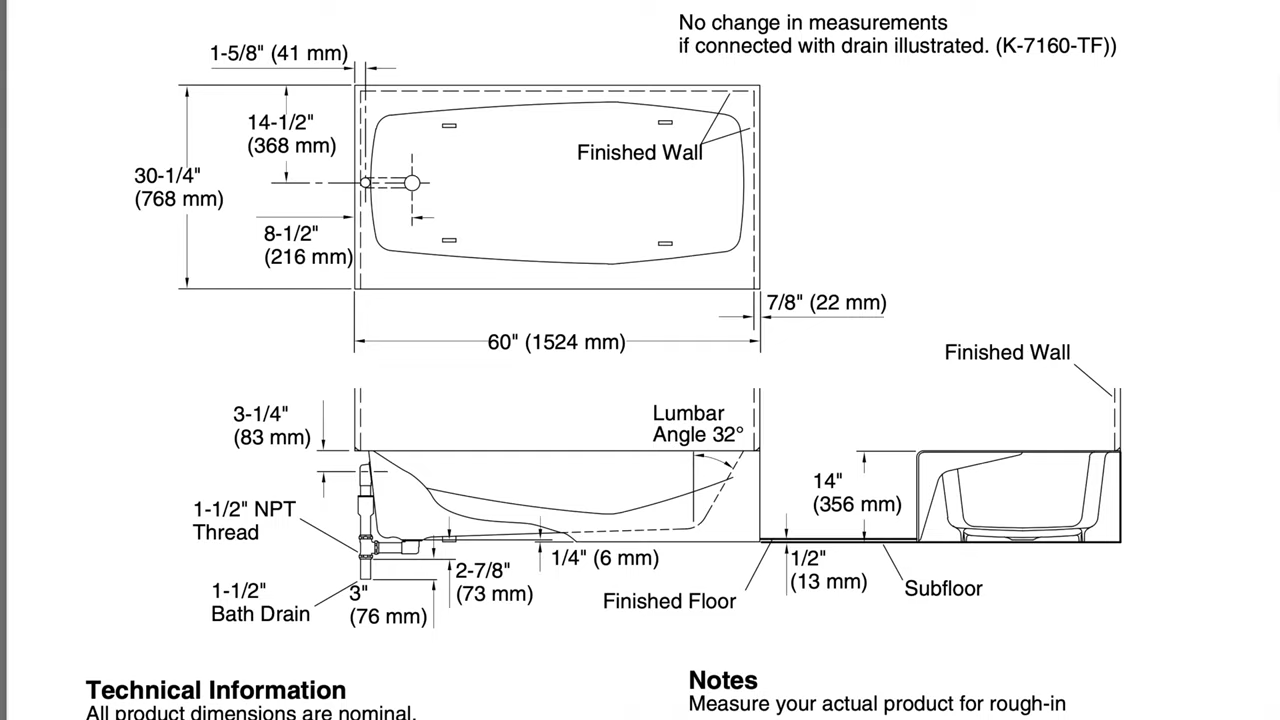 No change in measurements
if connected with drain illustrated. (K-7160-TF))
1-5/8" (41 mm)
14-1/2"
(368 mm)
Finished Wall
30-1/4"
(768 mm)
8-1/2"
(216 mm)
7/8" (22 mm)
60" (1524 mm)
Finished Wall
3-1/4"
(83 mm)
Lumbar
Angle 32°
14"
(356 mm)
1-1/2" NPT
Thread
1/4" (6 mm)
1/2"
(13 mm)
2-7/8"
(73 mm)
1-1/2"
Bath Drain
3"
(76 mm)
Finished Floor
Subfloor
Technical Information
All product dimensions are nominal.
Notes
Measure your actual product for rough-in